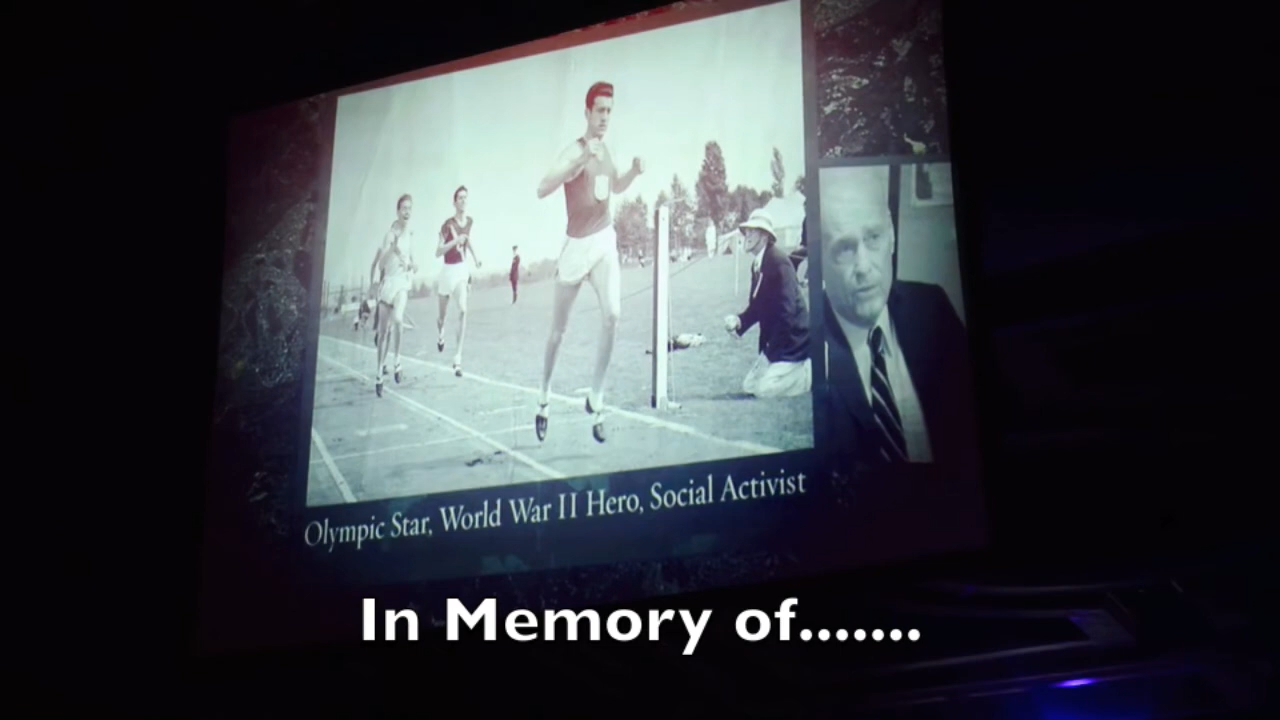 Olympic Star, World War II Hero, Social Activist
In Memory of.......